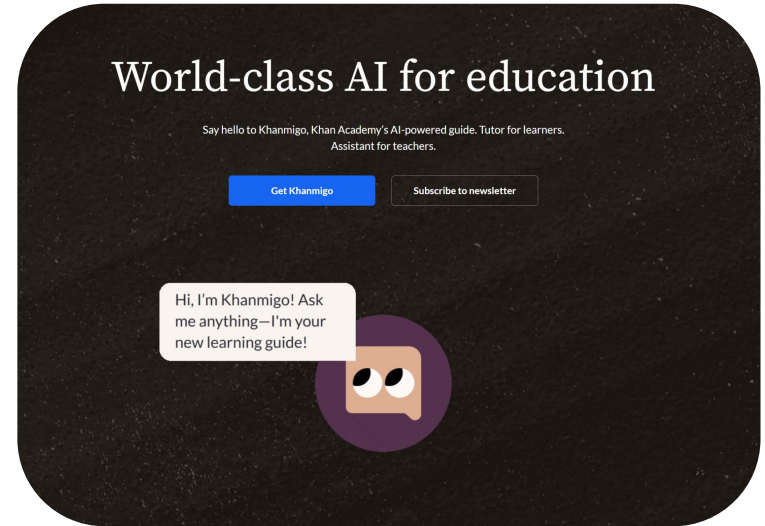 World-class AI for education
Say hello to Khanmigo, Khan Academy's AI-powered guide. Tutor for learners.
Assistant for teachers.
Get Khanmigo
Subscribe to newsletter
Hi, I'm Khanmigo! Ask
me anything—I'm your
new learning guide!